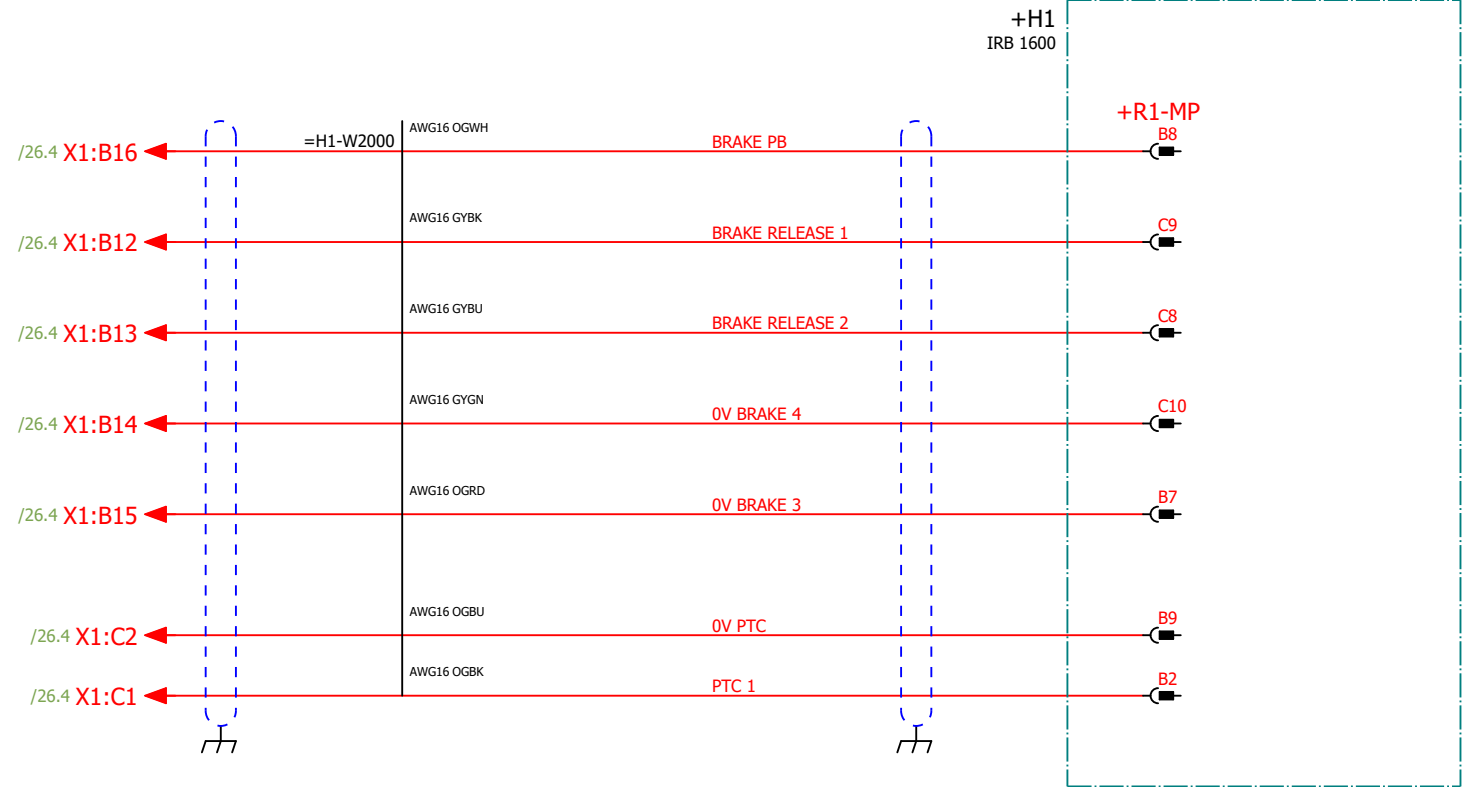 +H1
IRB 1600
+R1-MP
=H1-W2000
AWG16 OGWH
/26.4 X1:B16
BRAKE PB
B8
AWG16 GYBK
/26.4 X1:B12
BRAKE RELEASE 1
C9
AWG16 GYBU
/26.4 X1:B13
BRAKE RELEASE 2
C8
AWG16 GYGN
/26.4 X1:B14
0V BRAKE 4
C10
AWG16 OGRD
/26.4 X1:B15
0V BRAKE 3
B7
AWG16 OGBU
/26.4 X1:C2
0V PTC
B9
AWG16 OGBK
/26.4 X1:C1
PTC 1
B2